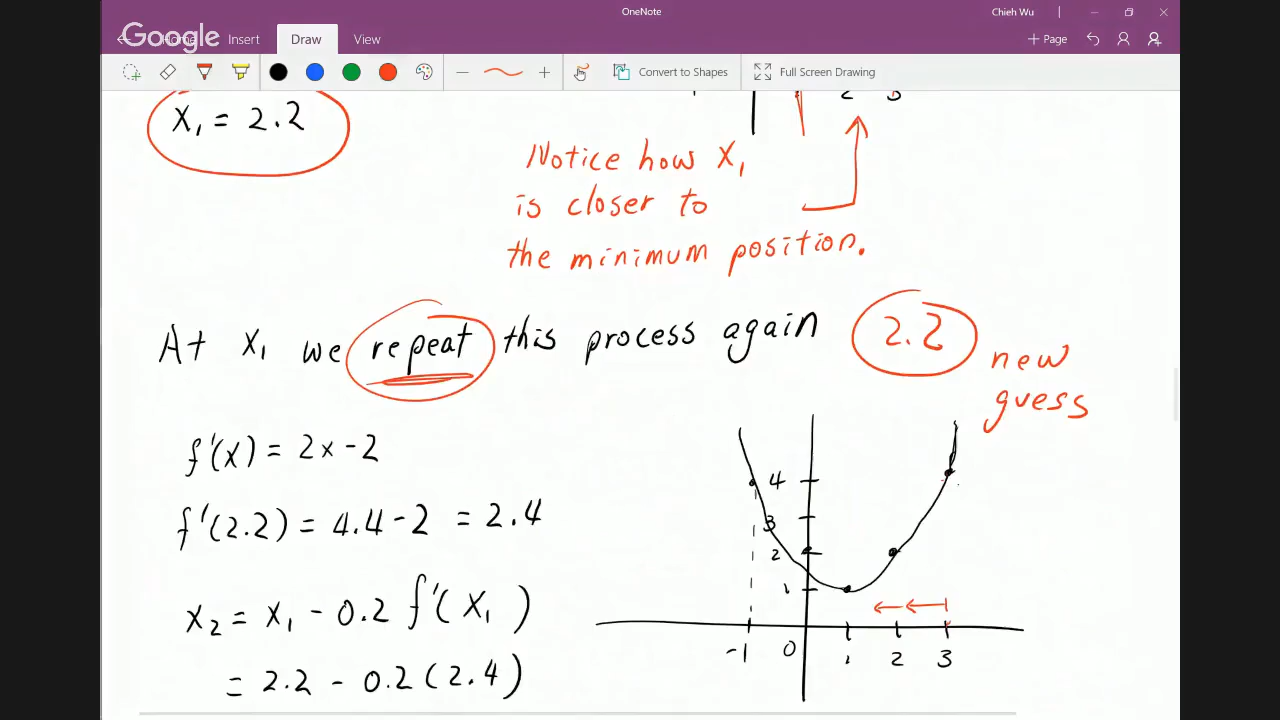 OneNote
Chieh Wu
Google
Insert
Draw
View
Page
Convert to Shapes
Full Screen Drawing
x₁ = 2.2
2 3
Notice how x₁
is closer to
the minimum position.
At x₁ we repeat this process again 2.2
new
guess
f'(x) = 2x - 2
f'(2.2) = 4.4 - 2 = 2.4
x₂ = x₁ - 0.2 f'(x₁)
= 2.2 - 0.2 (2.4)
4
3
2
1
-1 0 1 2 3